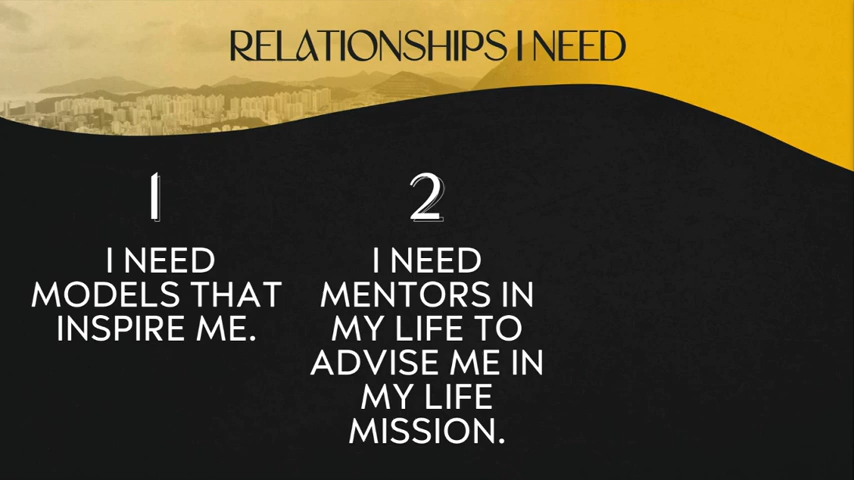 RELATIONSHIPS I NEED
1
I NEED
MODELS THAT
INSPIRE ME.
2
I NEED
MENTORS IN
MY LIFE TO
ADVISE ME IN
MY LIFE
MISSION.